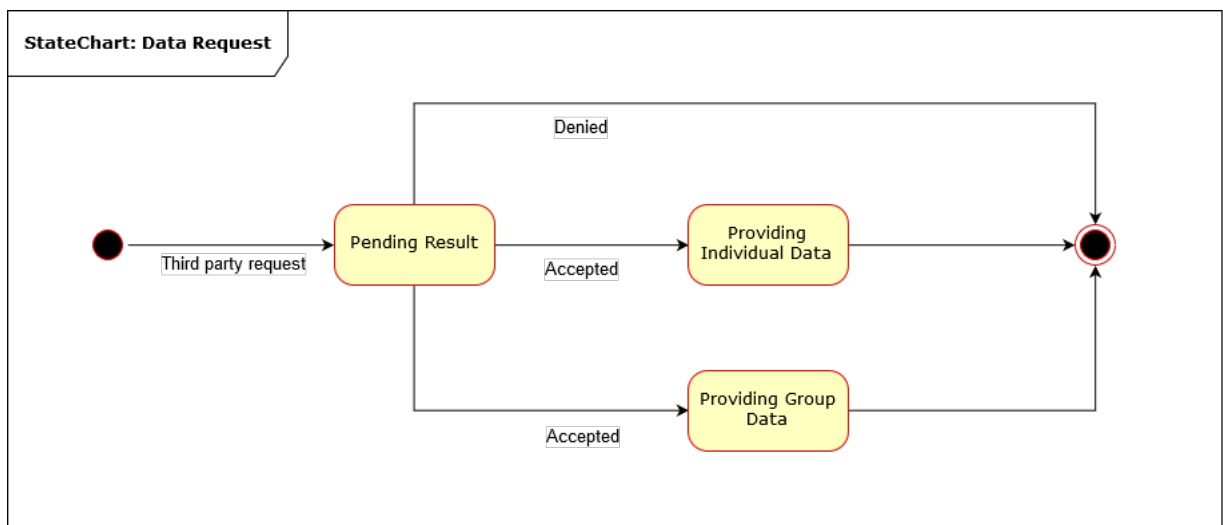 StateChart: Data Request
Denied
Pending Result
Providing
Individual Data
Third party request
Accepted
Providing Group
Data
Accepted